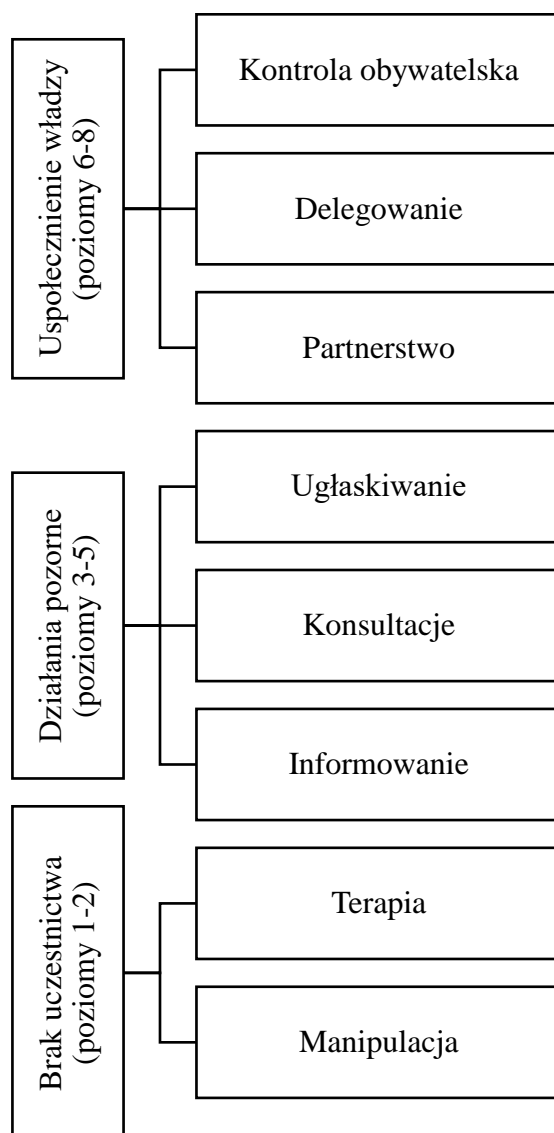 Uspołecznienie władzy
(poziomy 6-8)
Kontrola obywatelska
Delegowanie
Partnerstwo
Działania pozorne
(poziomy 3-5)
Ugłaskiwanie
Konsultacje
Informowanie
Brak uczestnictwa
(poziomy 1-2)
Terapia
Manipulacja